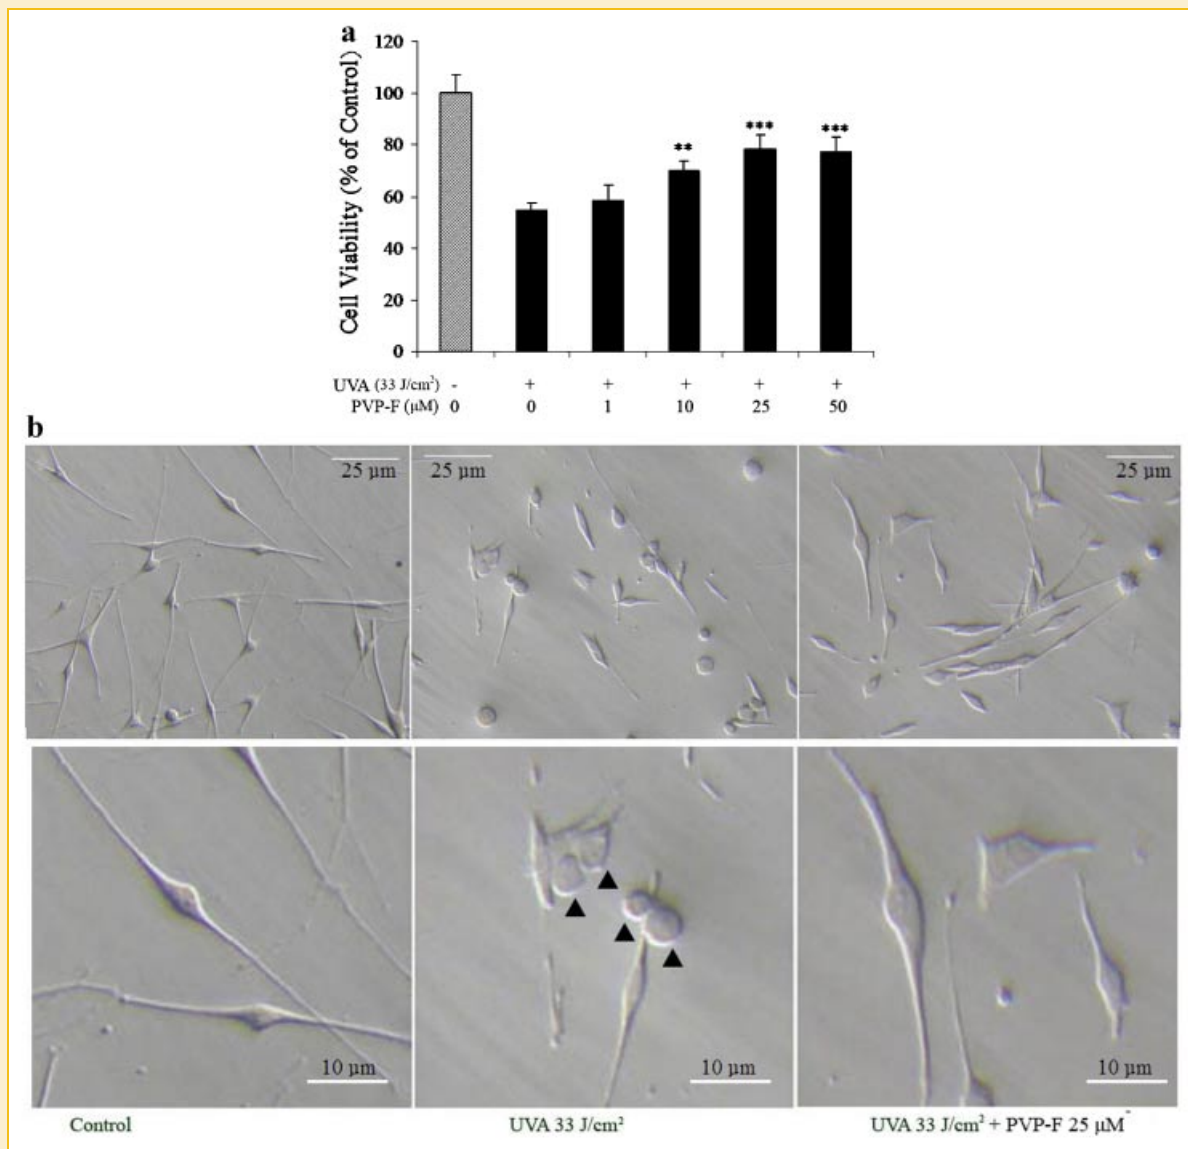 a
120
100
80
60
40
20
0
Cell Viability (% of Control)
** *** ***
UVA (33 J/cm²) - + + + + +
PVP-F (µM) 0 0 1 10 25 50
b
25 µm 25 µm 25 µm
10 µm 10 µm 10 µm
Control UVA 33 J/cm² UVA 33 J/cm² + PVP-F 25 µM